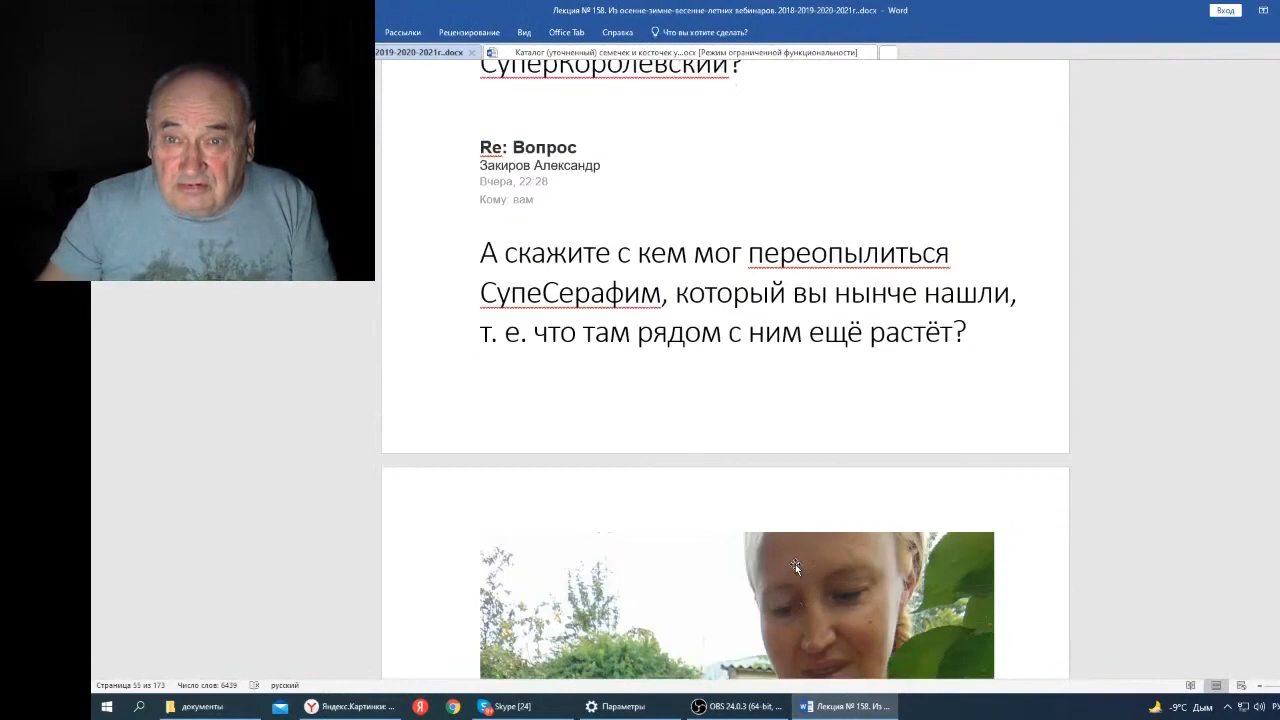 Лекция № 158. Из осенне-зимне-весенне-летних вебинаров. 2018-2019-2020-2021г..docx - Word
Вход
Рассылки Рецензирование Вид Office Tab Справка Что вы хотите сделать?
2019-2020-2021г..docx Каталог (уточненный) семечек и косточек у...осх [Режим ограниченной функциональности]
СуперКоролевский?
Re: Вопрос
Закиров Александр
Вчера, 22:28
Кому: вам
А скажите с кем мог переопылиться
СупеСерафим, который вы нынче нашли,
т. е. что там рядом с ним ещё растёт?
Страница 55 из 173 Число слов: 6439 русский
документы Яндекс.Картинки: ... Skype [24] Параметры OBS 24.0.3 (64-bit, ... Лекция № 158. Из ... -9°C Дым